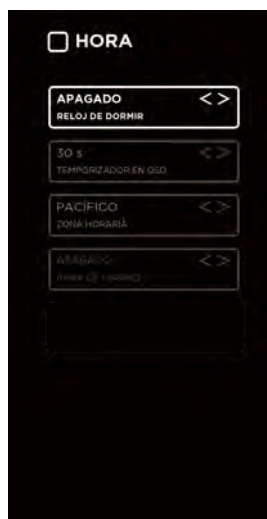 HORA
APAGADO
RELOJ DE DORMIR
30 s
TEMPORIZADOR EN OSD
PACÍFICO
ZONA HORARIA
APAGADO